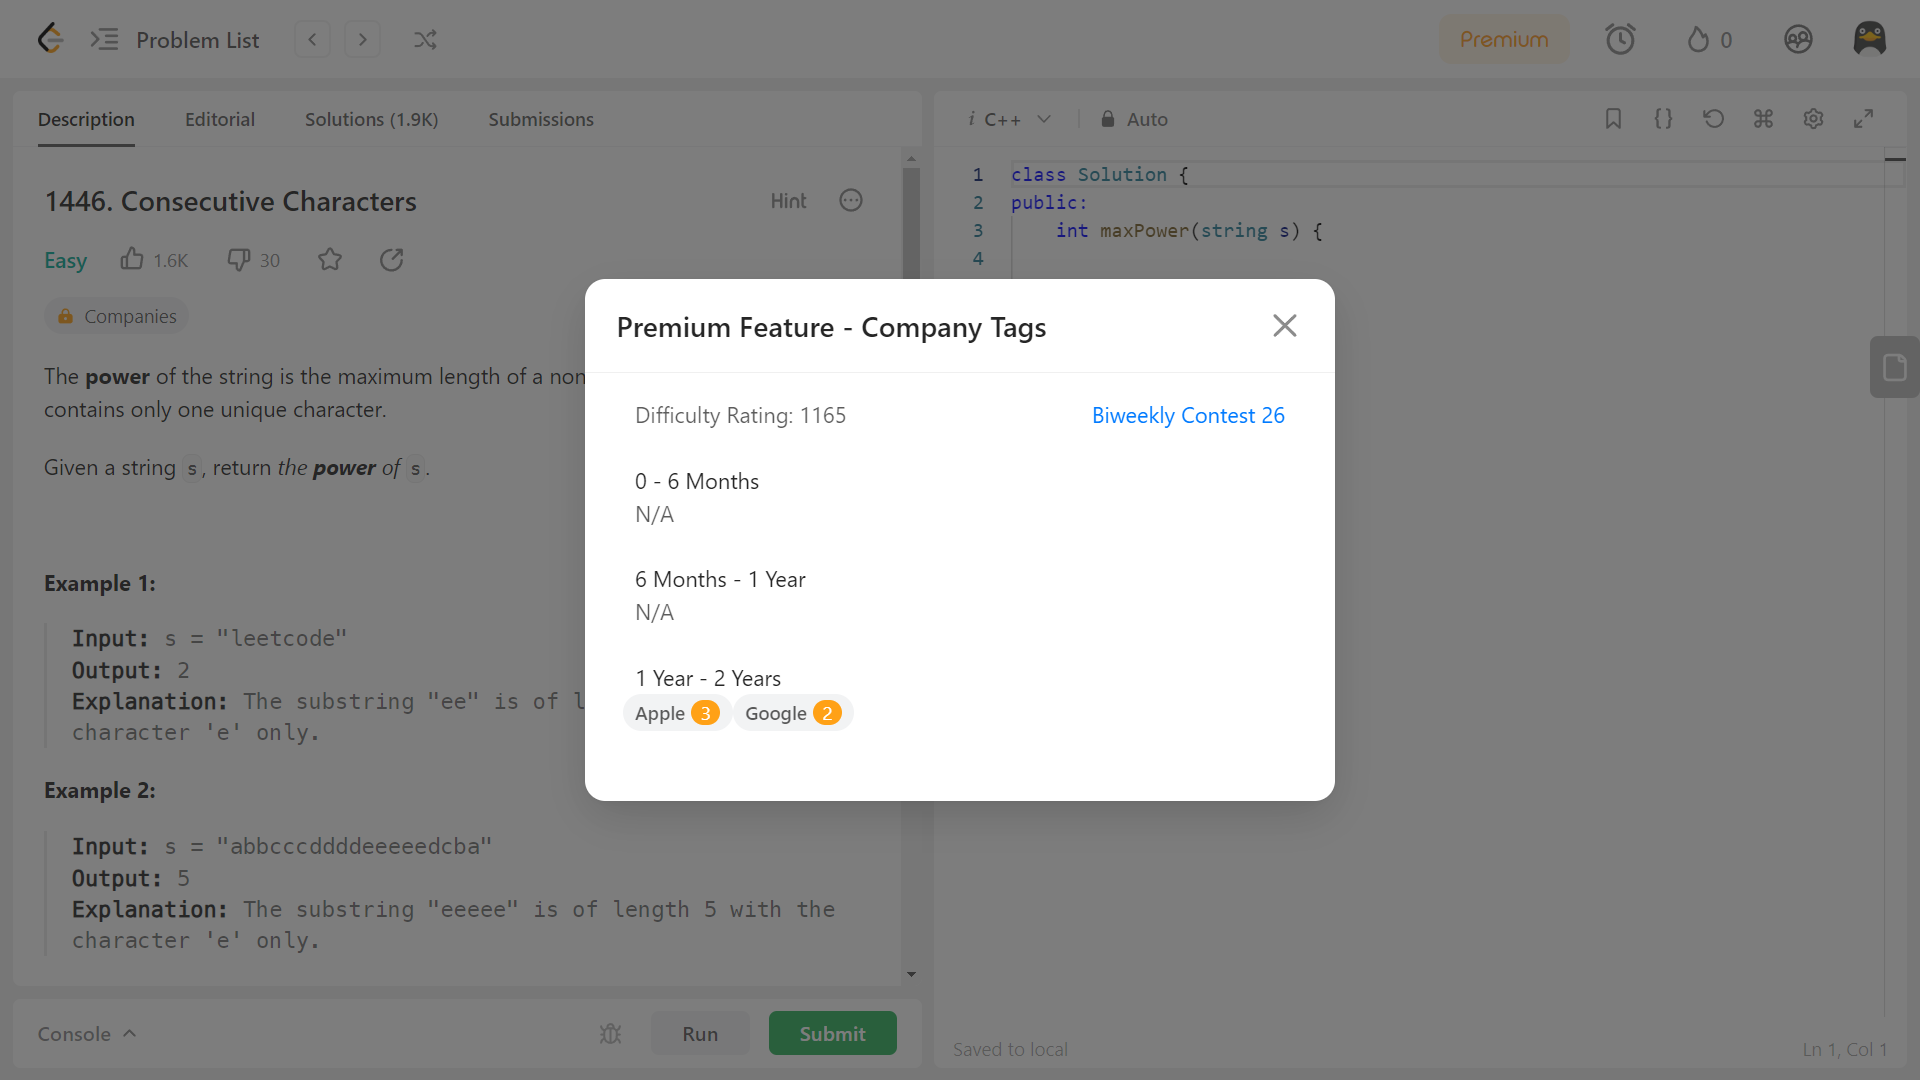 Problem List
Premium
0
Description Editorial Solutions (1.9K) Submissions
1446. Consecutive Characters
Hint
Easy 1.6K 30
Companies
The power of the string is the maximum length of a non
contains only one unique character.
Given a string s, return the power of s.
Example 1:
Input: s = "leetcode"
Output: 2
Explanation: The substring "ee" is of l
character 'e' only.
Example 2:
Input: s = "abbcccddddeeeeedcba"
Output: 5
Explanation: The substring "eeeee" is of length 5 with the
character 'e' only.
Console
Run
Submit
i C++
Auto
1 class Solution {
2 public:
3 int maxPower(string s) {
4
Saved to local
Ln 1, Col 1
Premium Feature - Company Tags
Difficulty Rating: 1165
Biweekly Contest 26
0 - 6 Months
N/A
6 Months - 1 Year
N/A
1 Year - 2 Years
Apple 3 Google 2